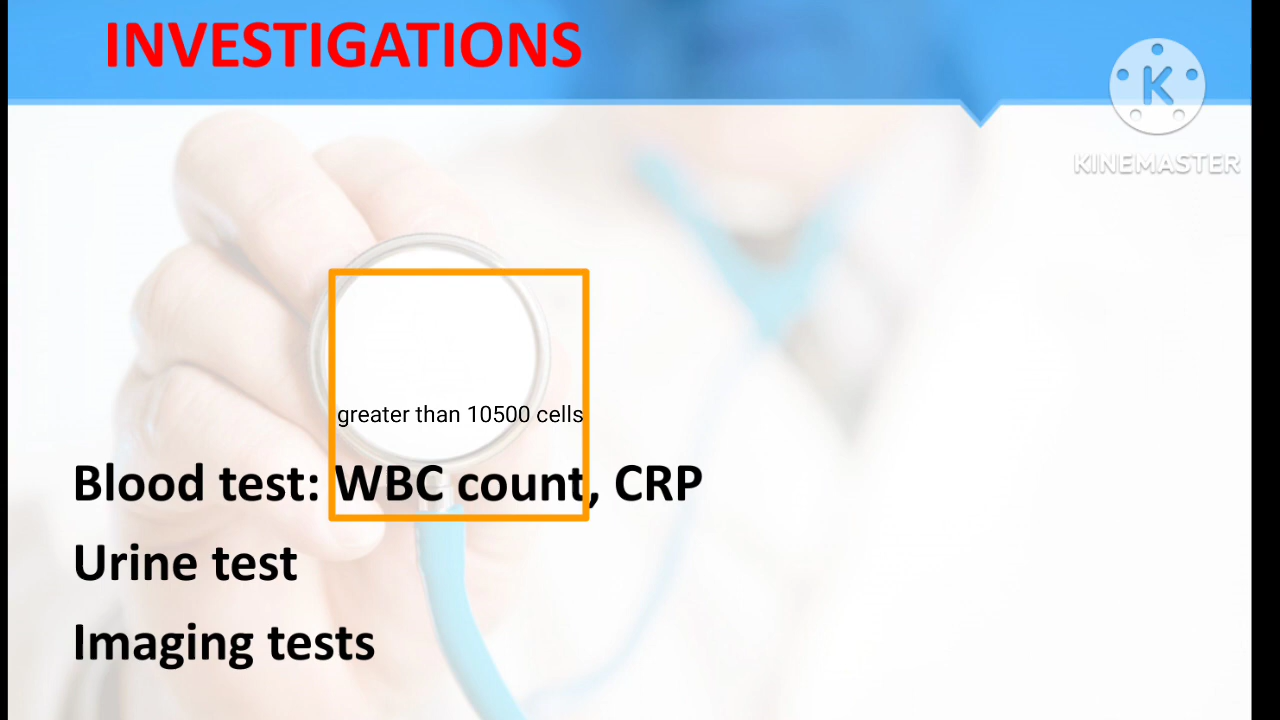 INVESTIGATIONS
K
KINEMASTER
greater than 10500 cells
Blood test: WBC count, CRP
Urine test
Imaging tests